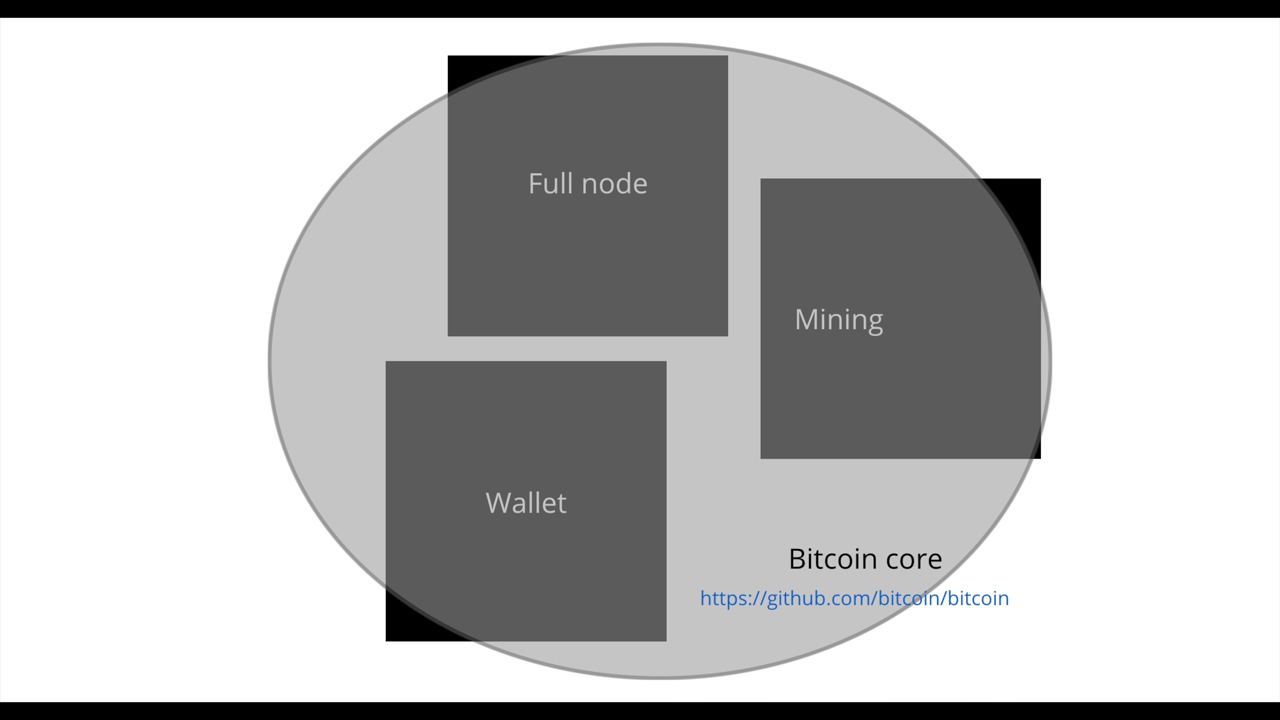 Full node
Mining
Wallet
Bitcoin core
https://github.com/bitcoin/bitcoin